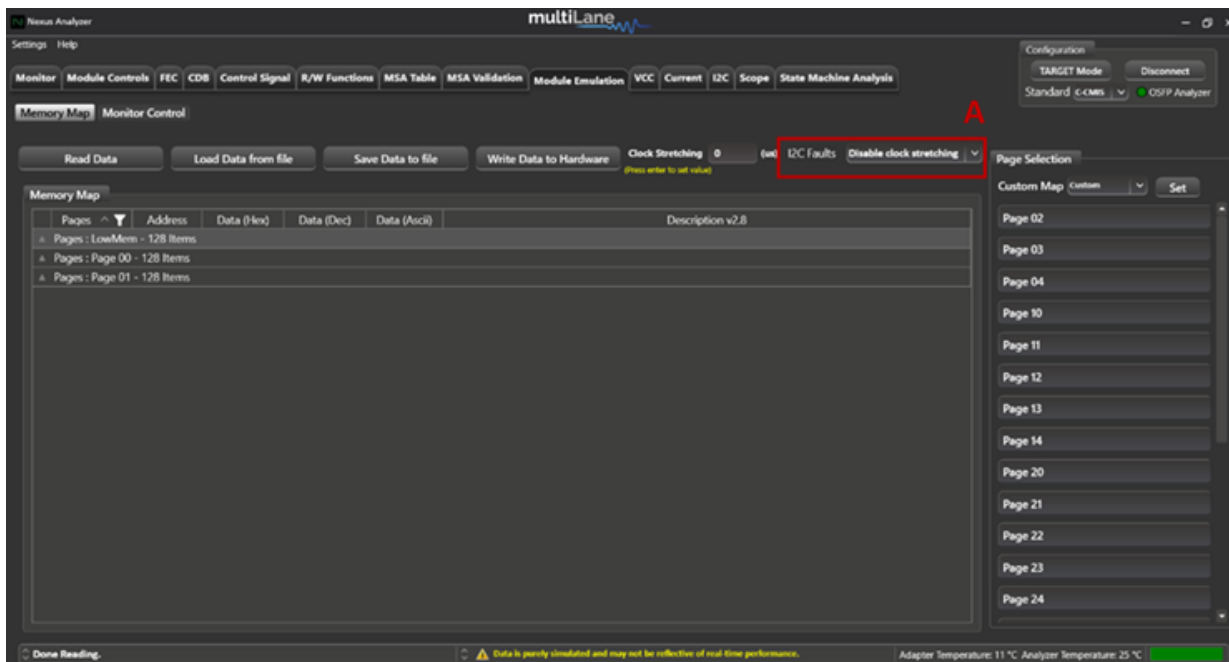 Nexus Analyzer
multiLane
Settings Help
Configuration
TARGET Mode Disconnect
Standard C-CMIS OSFP Analyzer
Monitor Module Controls FEC CDB Control Signal R/W Functions MSA Table MSA Validation Module Emulation VCC Current I2C Scope State Machine Analysis
Memory Map Monitor Control
A
Read Data Load Data from file Save Data to file Write Data to Hardware Clock Stretching 0 (us) I2C Faults Disable clock stretching
(Press enter to set value)
Page Selection
Custom Map Custom Set
Memory Map
Pages Address Data (Hex) Data (Dec) Data (Ascii) Description v2.8
Pages : LowMem - 128 Items
Pages : Page 00 - 128 Items
Pages : Page 01 - 128 Items
Page 02
Page 03
Page 04
Page 10
Page 11
Page 12
Page 13
Page 14
Page 20
Page 21
Page 22
Page 23
Page 24
Done Reading. Data is purely simulated and may not be reflective of real-time performance. Adapter Temperature: 11 °C Analyzer Temperature: 25 °C